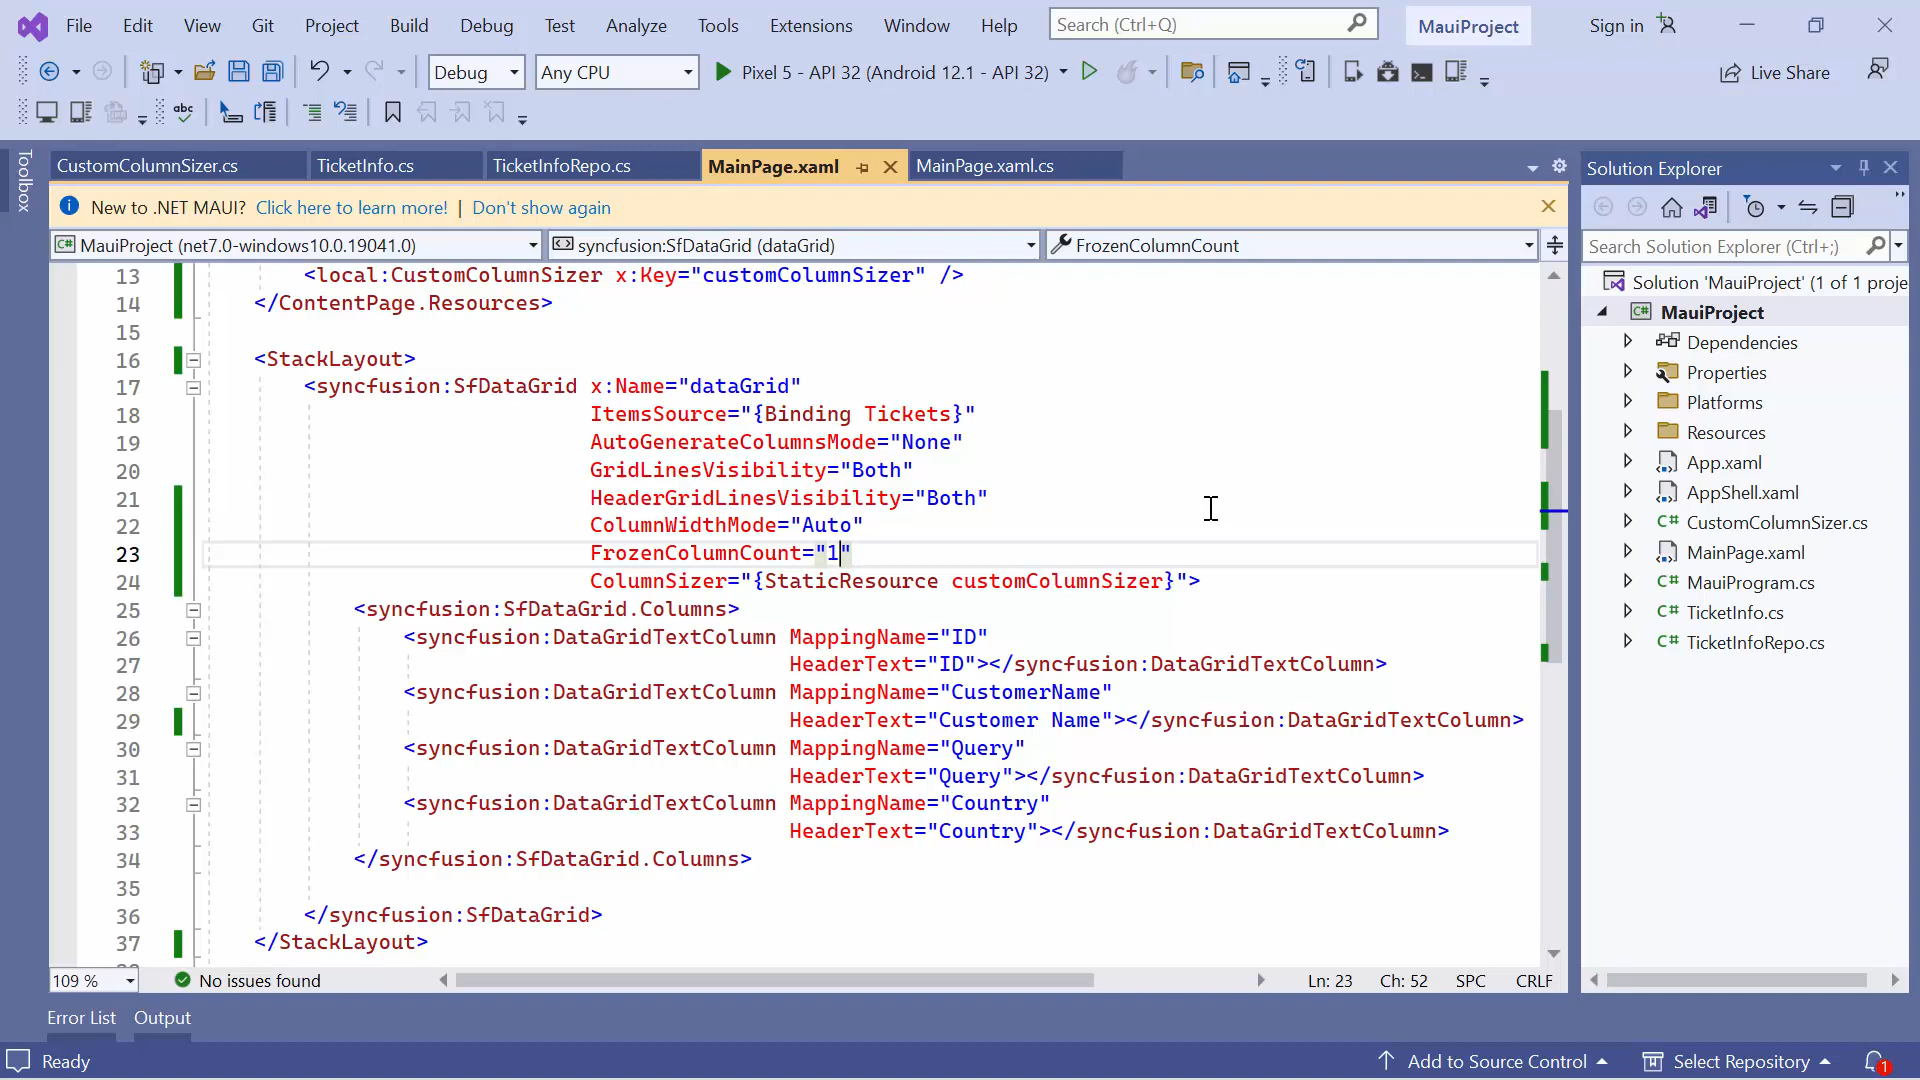 File Edit View Git Project Build Debug Test Analyze Tools Extensions Window Help Search (Ctrl+Q) MauiProject Sign in
Debug Any CPU Pixel 5 - API 32 (Android 12.1 - API 32) Live Share
abc
Toolbox
CustomColumnSizer.cs TicketInfo.cs TicketInfoRepo.cs MainPage.xaml MainPage.xaml.cs
New to .NET MAUI? Click here to learn more! | Don't show again
MauiProject (net7.0-windows10.0.19041.0) syncfusion:SfDataGrid (dataGrid) FrozenColumnCount
13 <local:CustomColumnSizer x:Key="customColumnSizer" />
14 </ContentPage.Resources>
15
16 <StackLayout>
17 <syncfusion:SfDataGrid x:Name="dataGrid"
18 ItemsSource="{Binding Tickets}"
19 AutoGenerateColumnsMode="None"
20 GridLinesVisibility="Both"
21 HeaderGridLinesVisibility="Both"
22 ColumnWidthMode="Auto"
23 FrozenColumnCount="1"
24 ColumnSizer="{StaticResource customColumnSizer}">
25 <syncfusion:SfDataGrid.Columns>
26 <syncfusion:DataGridTextColumn MappingName="ID"
27 HeaderText="ID"></syncfusion:DataGridTextColumn>
28 <syncfusion:DataGridTextColumn MappingName="CustomerName"
29 HeaderText="Customer Name"></syncfusion:DataGridTextColumn>
30 <syncfusion:DataGridTextColumn MappingName="Query"
31 HeaderText="Query"></syncfusion:DataGridTextColumn>
32 <syncfusion:DataGridTextColumn MappingName="Country"
33 HeaderText="Country"></syncfusion:DataGridTextColumn>
34 </syncfusion:SfDataGrid.Columns>
35
36 </syncfusion:SfDataGrid>
37 </StackLayout>
109 % No issues found Ln: 23 Ch: 52 SPC CRLF
Solution Explorer
Search Solution Explorer (Ctrl+;)
Solution 'MauiProject' (1 of 1 proje
MauiProject
Dependencies
Properties
Platforms
Resources
App.xaml
AppShell.xaml
C# CustomColumnSizer.cs
MainPage.xaml
C# MauiProgram.cs
C# TicketInfo.cs
C# TicketInfoRepo.cs
Error List Output
Ready Add to Source Control Select Repository 1